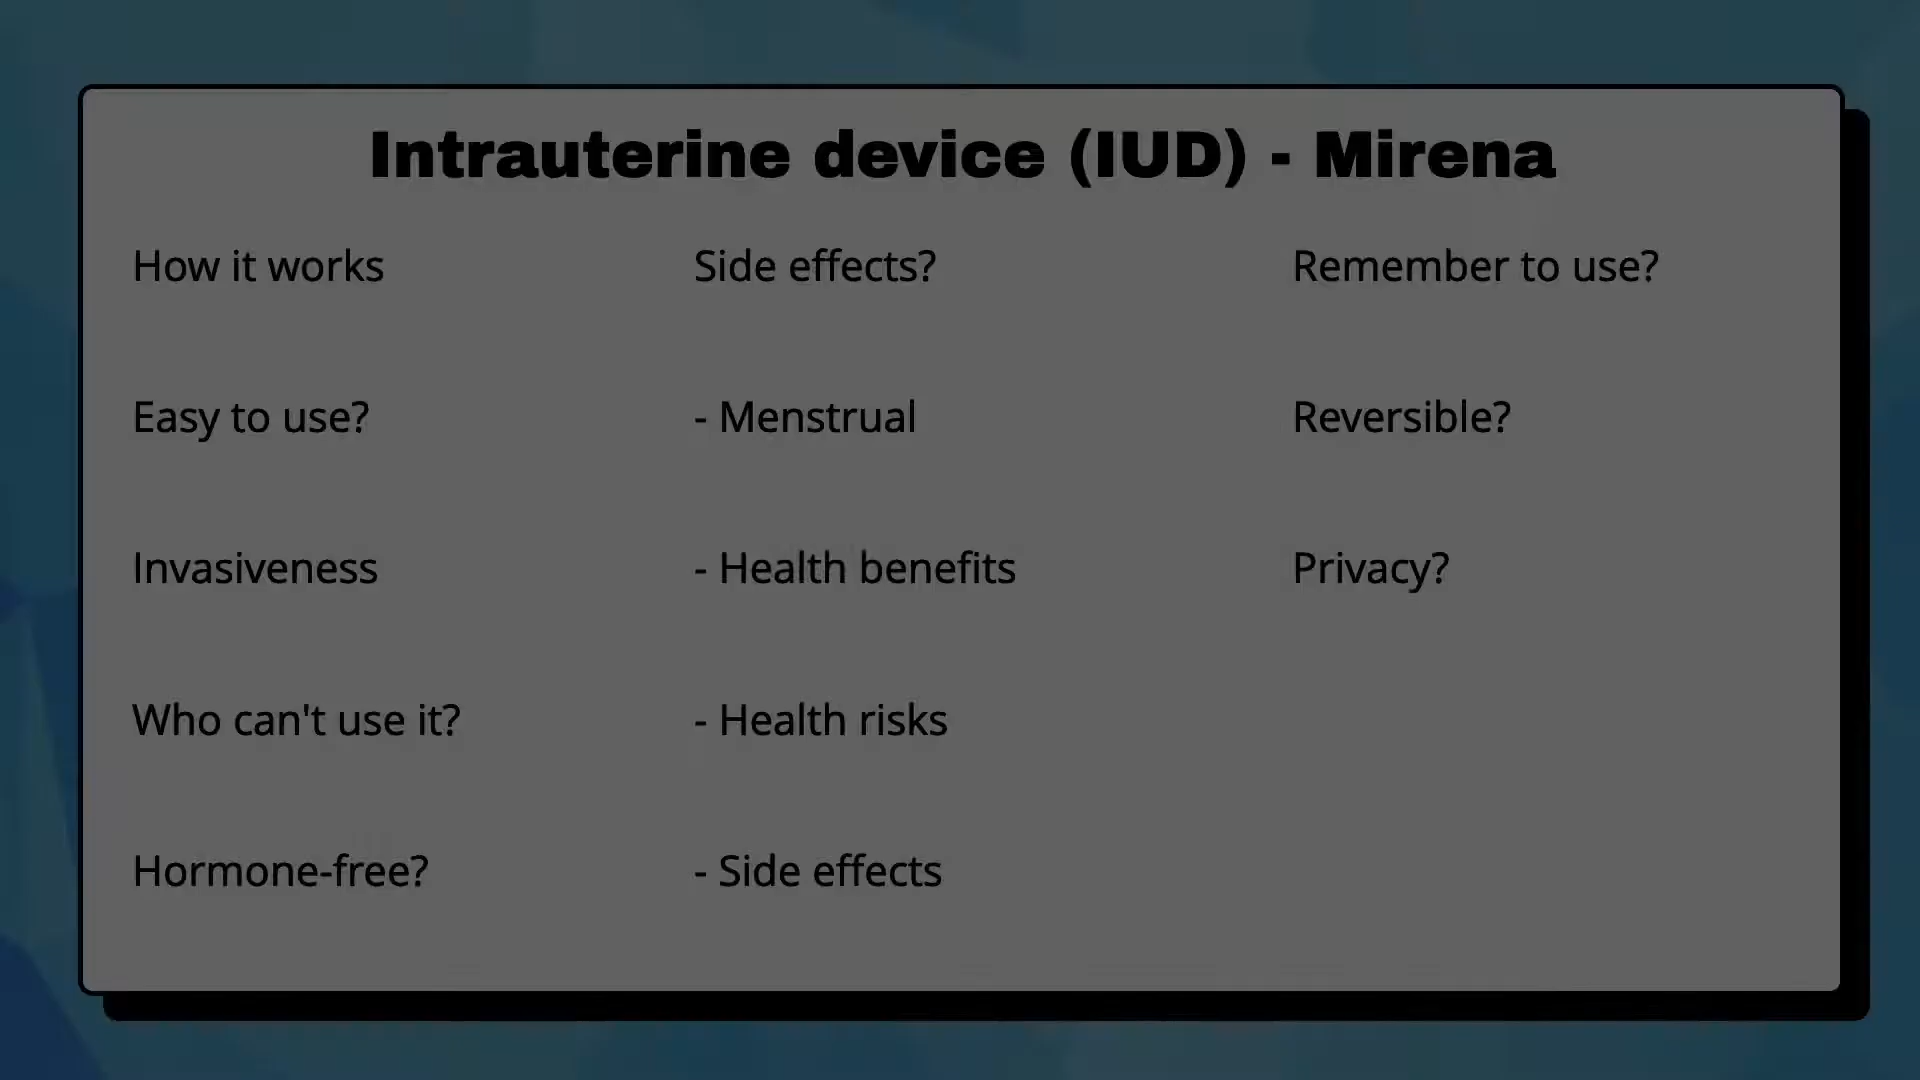 Intrauterine device (IUD) - Mirena
How it works
Easy to use?
Invasiveness
Who can't use it?
Hormone-free?
Side effects?
- Menstrual
- Health benefits
- Health risks
- Side effects
Remember to use?
Reversible?
Privacy?